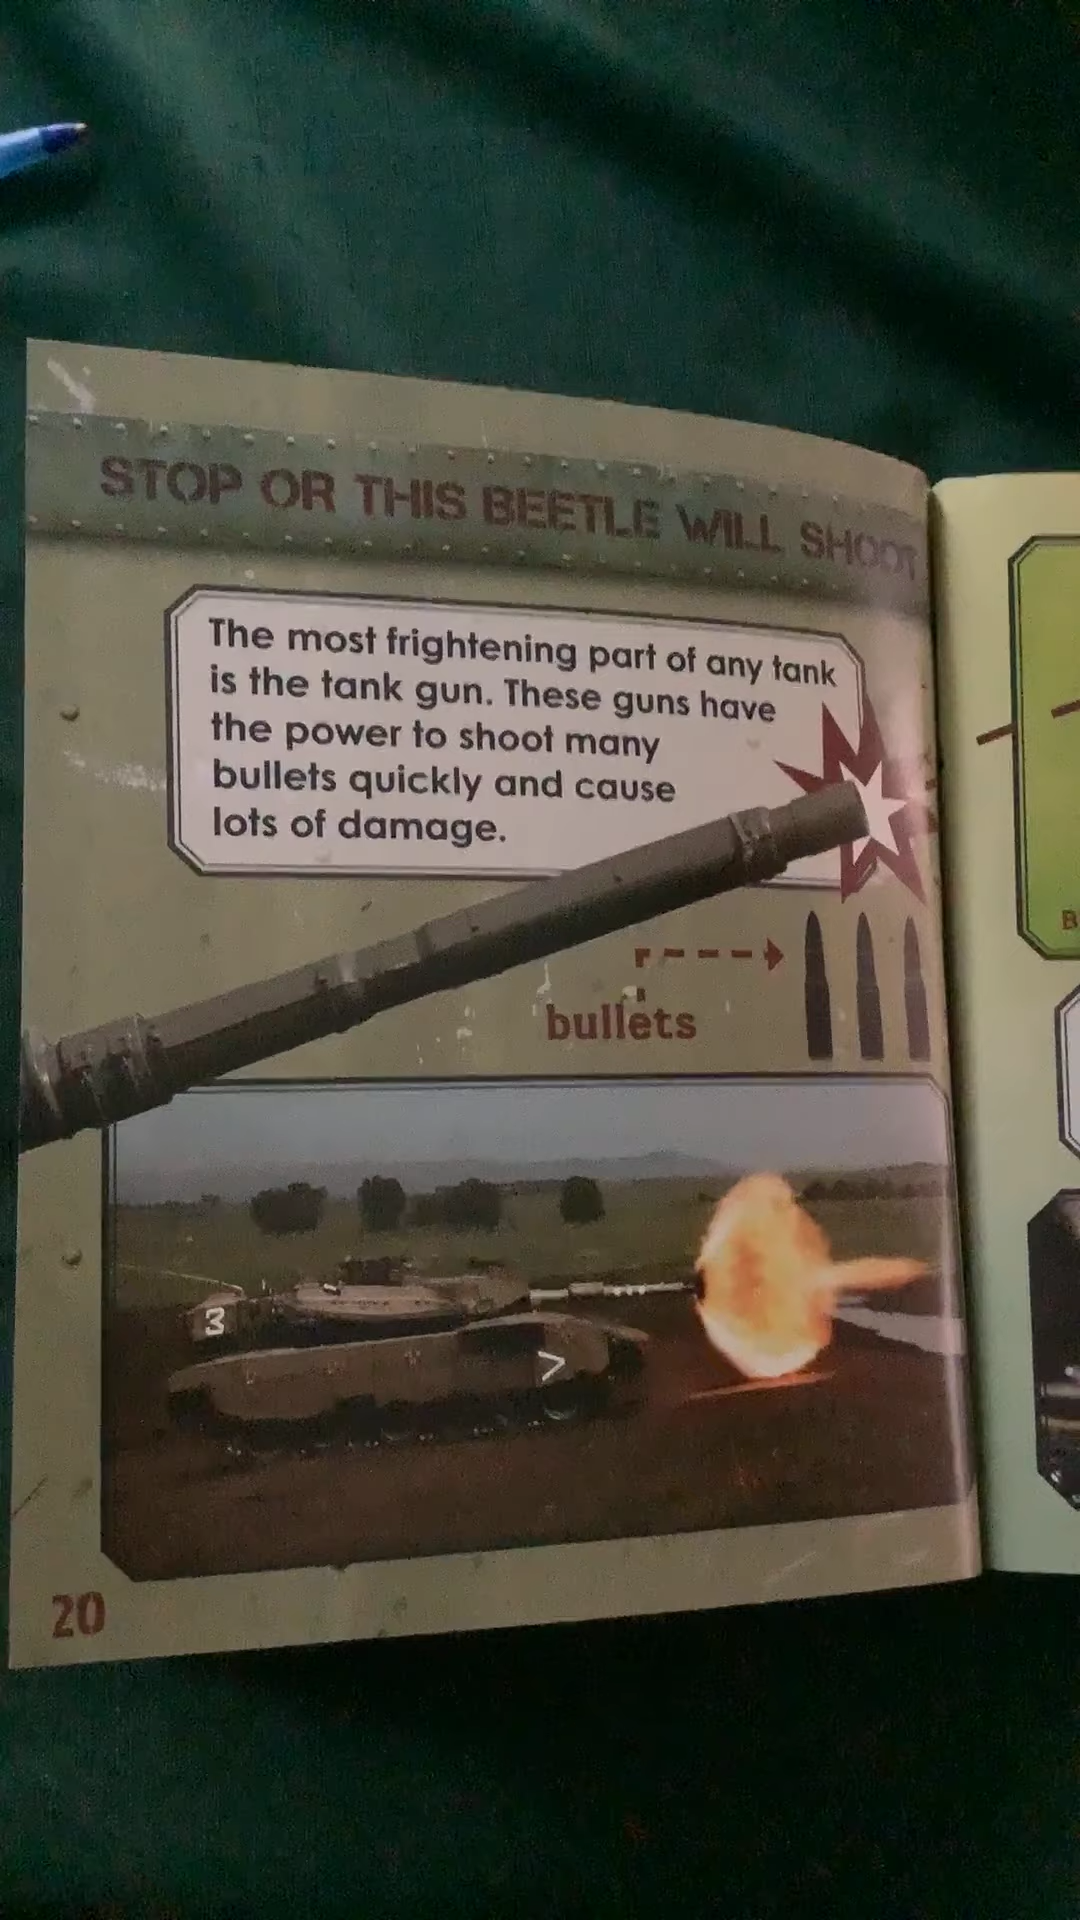 STOP OR THIS BEETLE WILL SHOOT
The most frightening part of any tank
is the tank gun. These guns have
the power to shoot many
bullets quickly and cause
lots of damage.
bullets
3
>
20
B